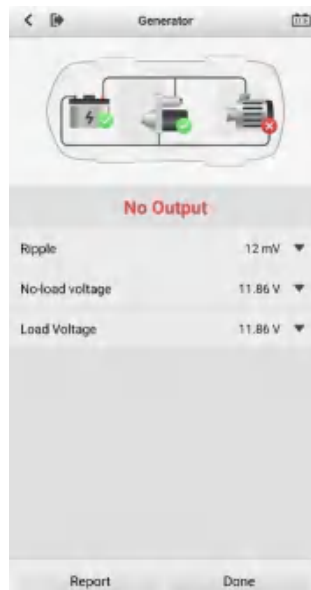 Generator
No Output
Ripple 12 mV
No-load voltage 11.86 V
Load Voltage 11.86 V
Report Done